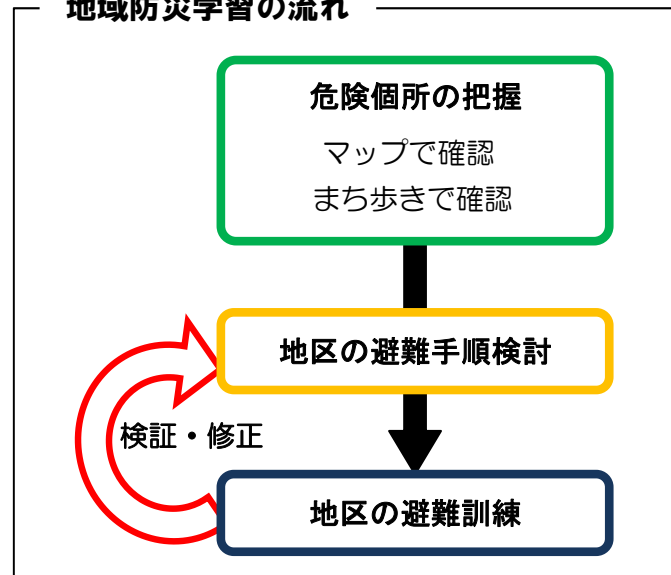 地域防災学習の流れ
危険個所の把握
マップで確認
まち歩きで確認
地区の避難手順検討
検証・修正
地区の避難訓練